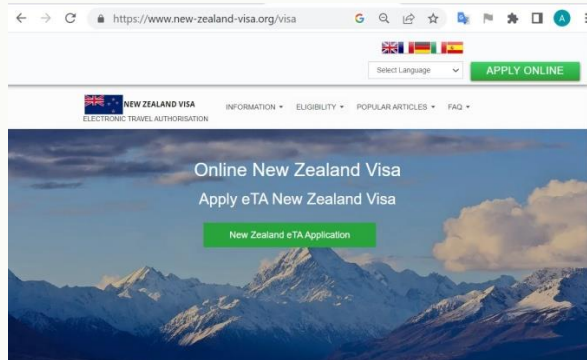 https://www.new-zealand-visa.org/visa
A
Select Language
APPLY ONLINE
NEW ZEALAND VISA
ELECTRONIC TRAVEL AUTHORISATION
INFORMATION
ELIGIBILITY
POPULAR ARTICLES
FAQ
Online New Zealand Visa
Apply eTA New Zealand Visa
New Zealand eTA Application